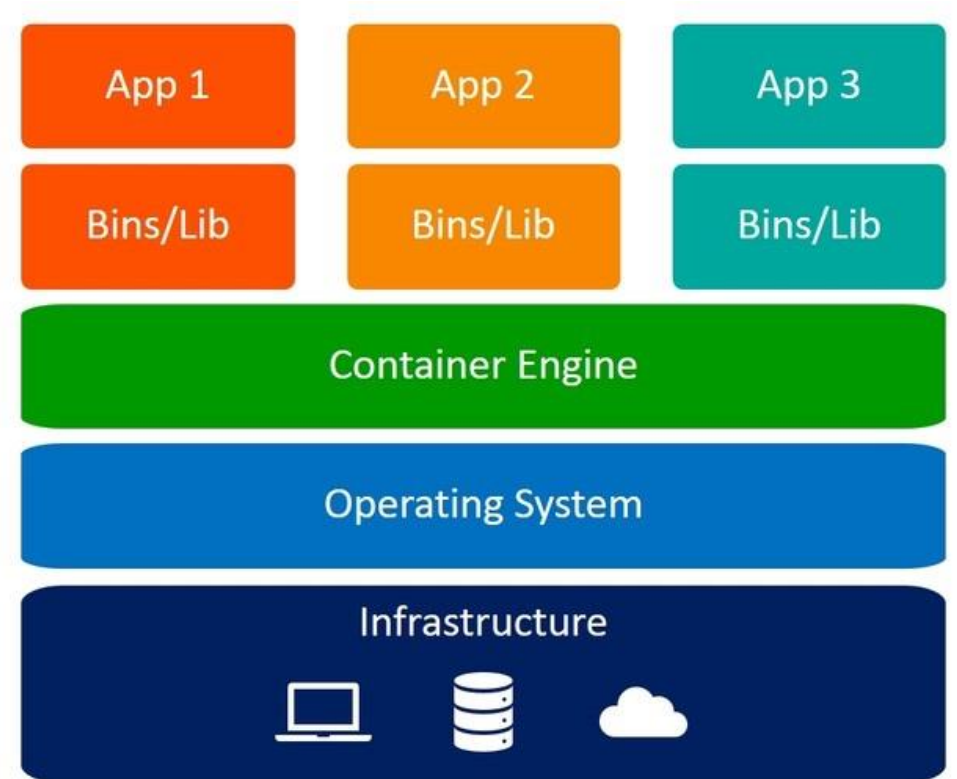 App 1
App 2
App 3
Bins/Lib
Bins/Lib
Bins/Lib
Container Engine
Operating System
Infrastructure